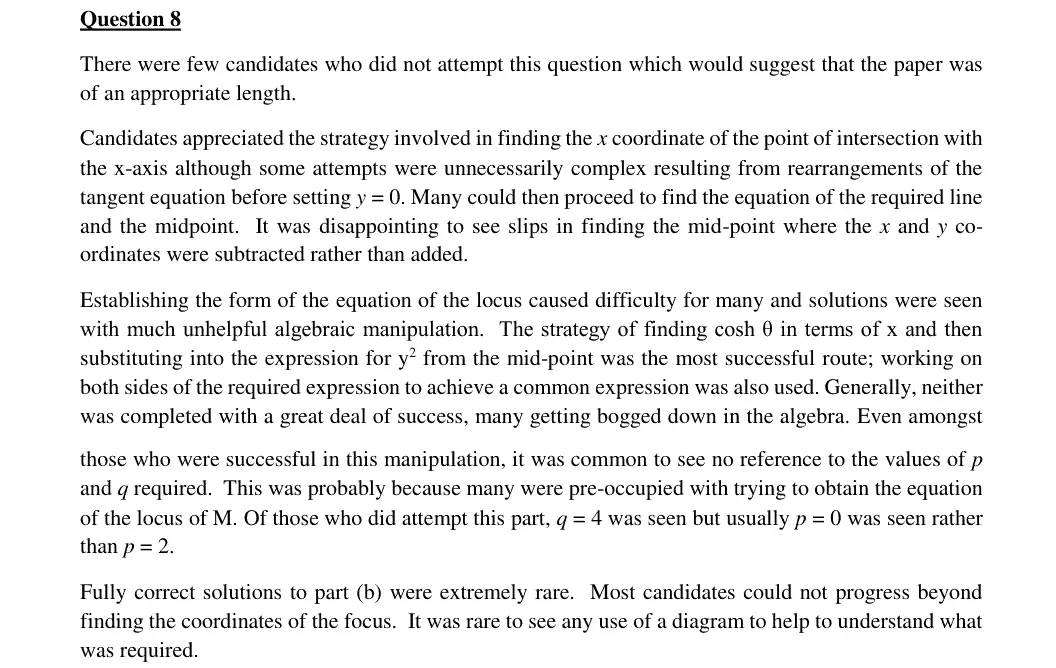 Question 8
There were few candidates who did not attempt this question which would suggest that the paper was
of an appropriate length.
Candidates appreciated the strategy involved in finding the x coordinate of the point of intersection with
the x-axis although some attempts were unnecessarily complex resulting from rearrangements of the
tangent equation before setting y = 0. Many could then proceed to find the equation of the required line
and the midpoint. It was disappointing to see slips in finding the mid-point where the x and y co-
ordinates were subtracted rather than added.
Establishing the form of the equation of the locus caused difficulty for many and solutions were seen
with much unhelpful algebraic manipulation. The strategy of finding cosh θ in terms of x and then
substituting into the expression for y² from the mid-point was the most successful route; working on
both sides of the required expression to achieve a common expression was also used. Generally, neither
was completed with a great deal of success, many getting bogged down in the algebra. Even amongst
those who were successful in this manipulation, it was common to see no reference to the values of p
and q required. This was probably because many were pre-occupied with trying to obtain the equation
of the locus of M. Of those who did attempt this part, q = 4 was seen but usually p = 0 was seen rather
than p = 2.
Fully correct solutions to part (b) were extremely rare. Most candidates could not progress beyond
finding the coordinates of the focus. It was rare to see any use of a diagram to help to understand what
was required.